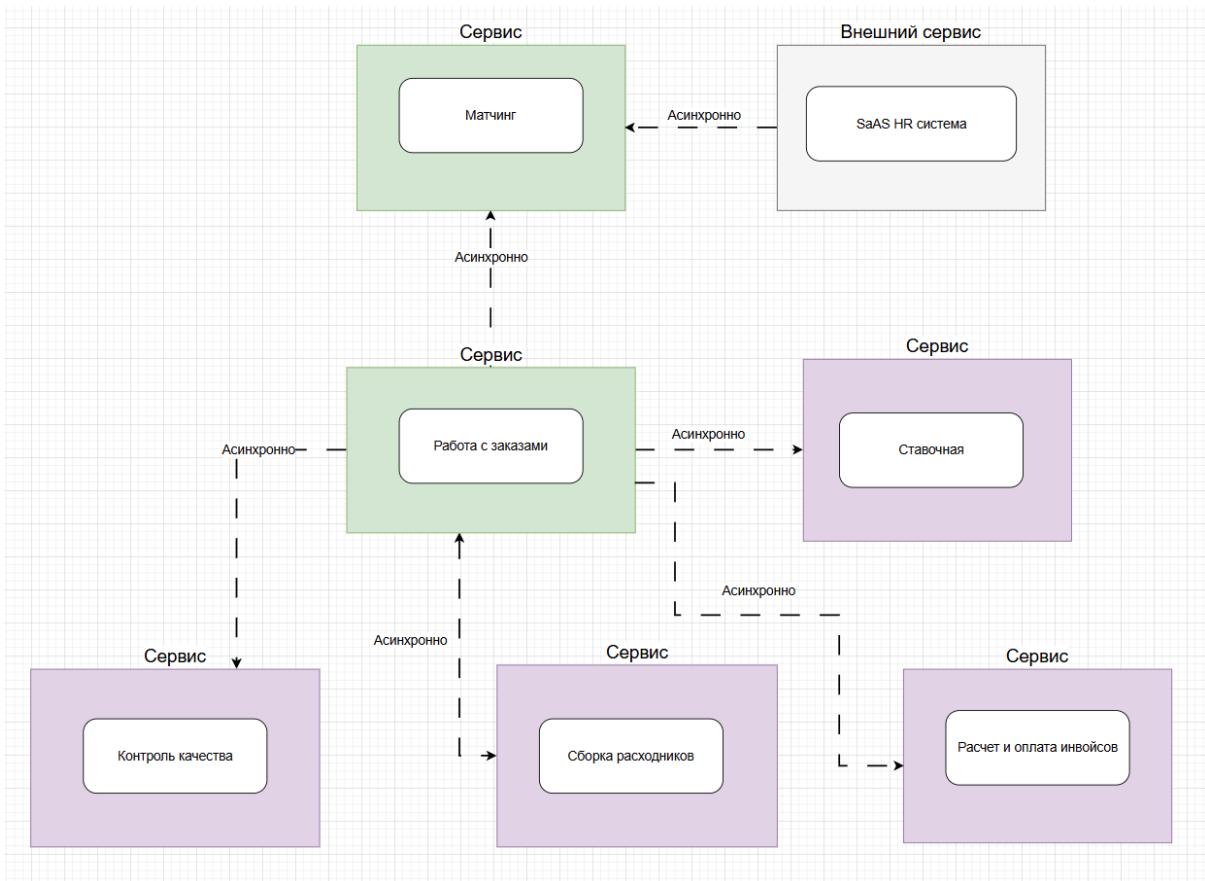 Сервис
Внешний сервис
Матчинг
Асинхронно
SaAS HR система
Асинхронно
Сервис
Сервис
Асинхронно
Работа с заказами
Асинхронно
Ставочная
Асинхронно
Асинхронно
Сервис
Сервис
Сервис
Контроль качества
Сборка расходников
Расчет и оплата инвойсов